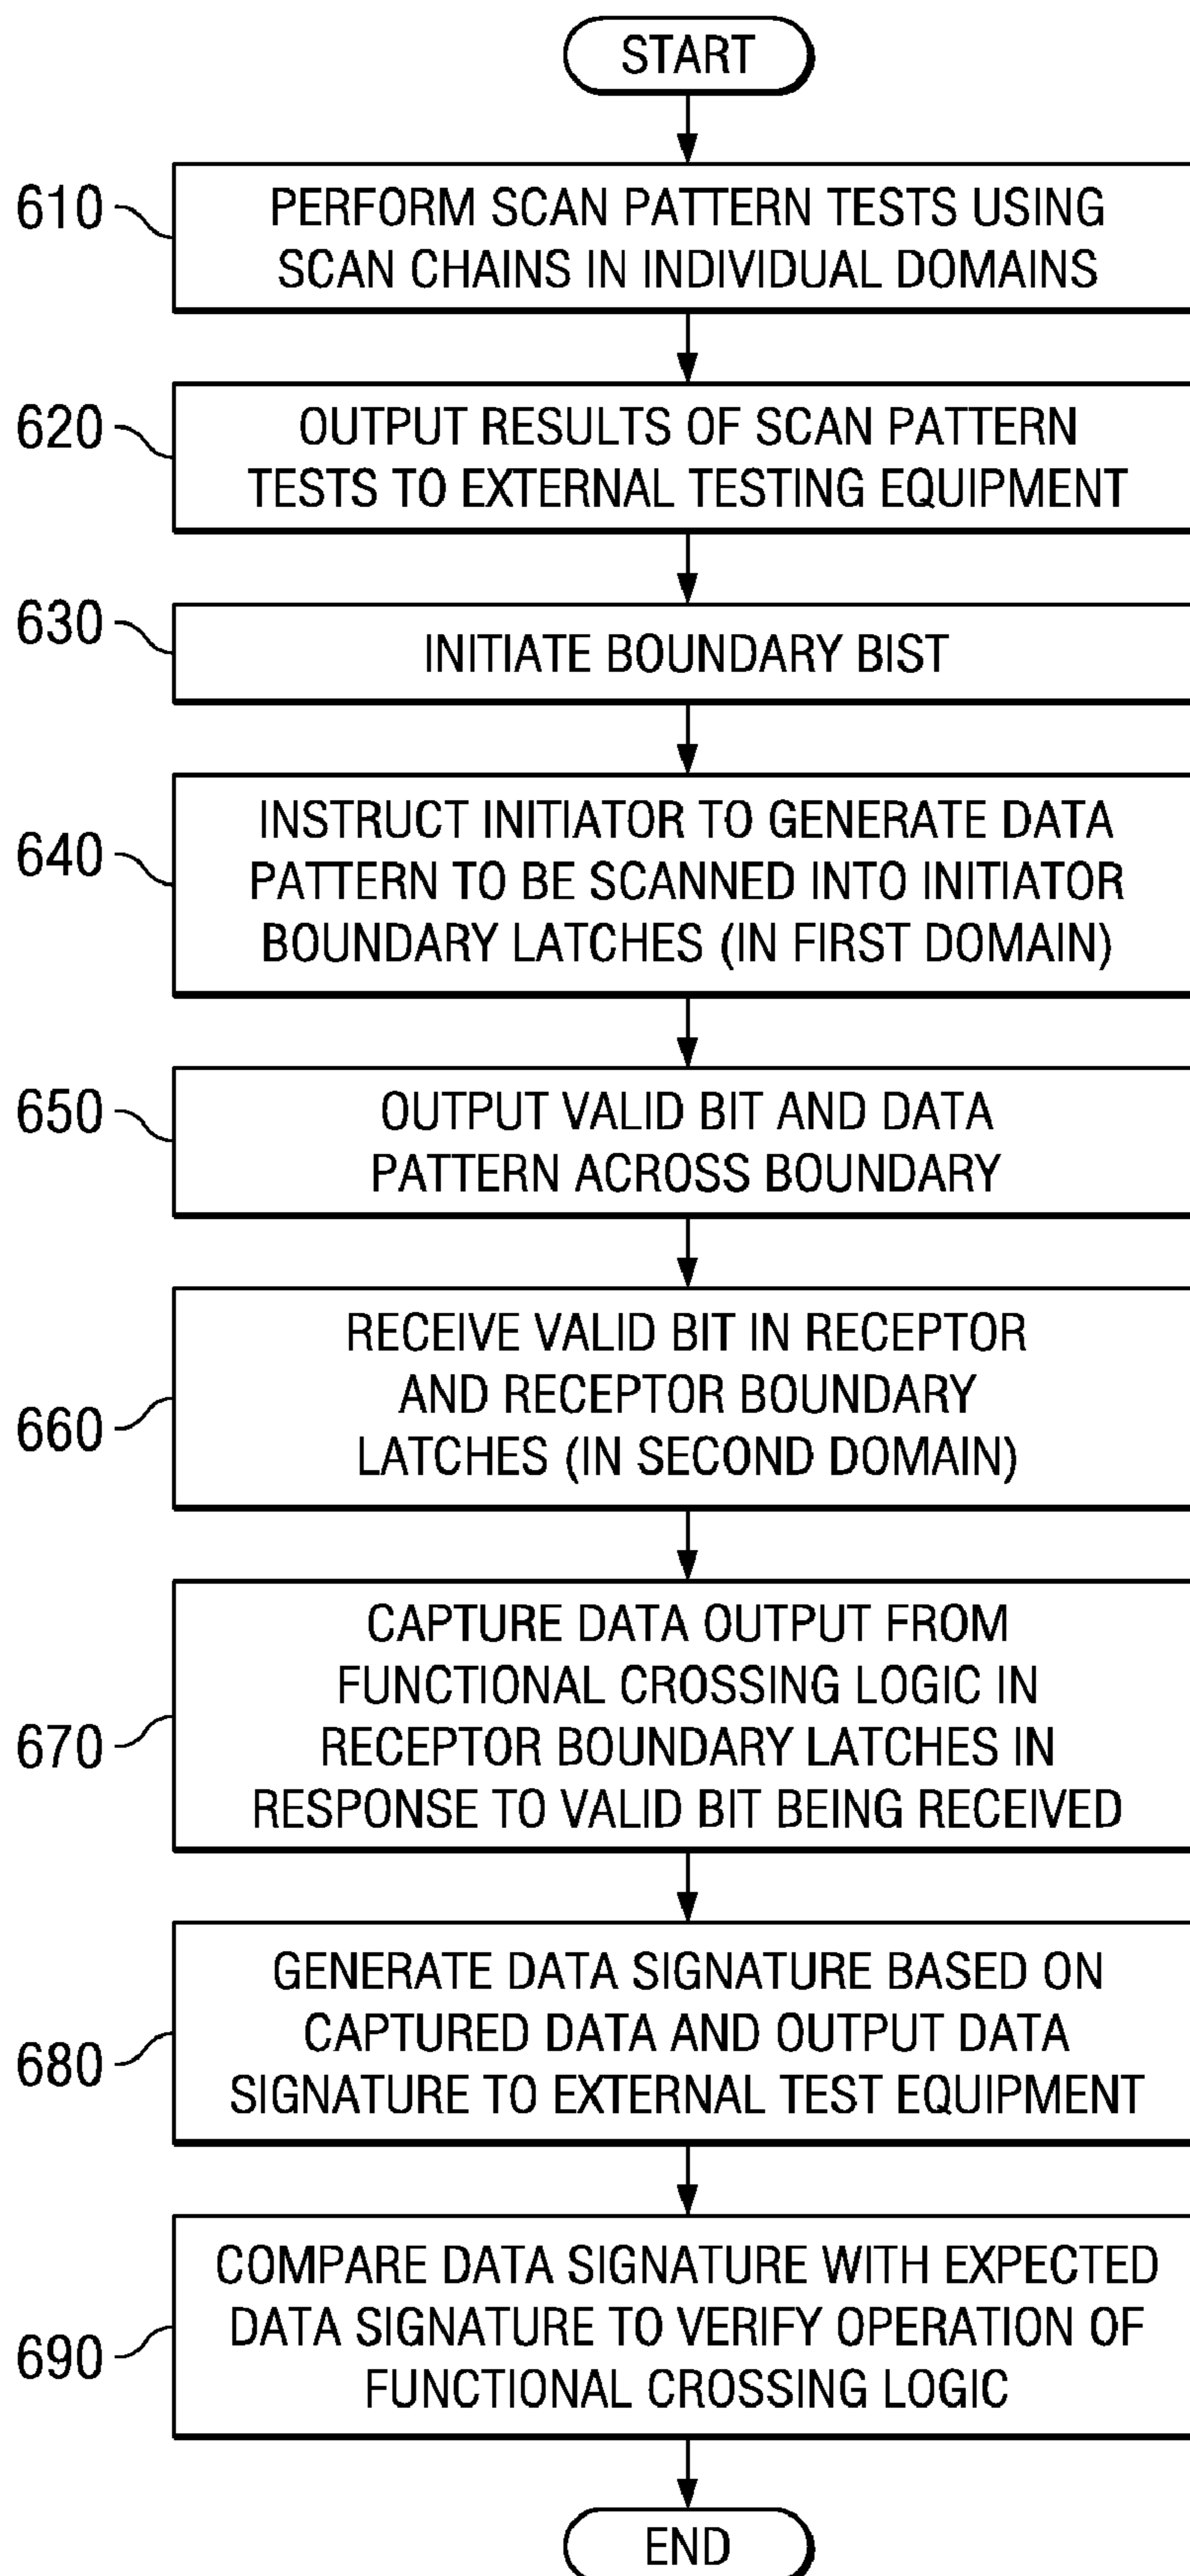 START
610
PERFORM SCAN PATTERN TESTS USING
SCAN CHAINS IN INDIVIDUAL DOMAINS
620
OUTPUT RESULTS OF SCAN PATTERN
TESTS TO EXTERNAL TESTING EQUIPMENT
630
INITIATE BOUNDARY BIST
640
INSTRUCT INITIATOR TO GENERATE DATA
PATTERN TO BE SCANNED INTO INITIATOR
BOUNDARY LATCHES (IN FIRST DOMAIN)
650
OUTPUT VALID BIT AND DATA
PATTERN ACROSS BOUNDARY
660
RECEIVE VALID BIT IN RECEPTOR
AND RECEPTOR BOUNDARY
LATCHES (IN SECOND DOMAIN)
670
CAPTURE DATA OUTPUT FROM
FUNCTIONAL CROSSING LOGIC IN
RECEPTOR BOUNDARY LATCHES IN
RESPONSE TO VALID BIT BEING RECEIVED
680
GENERATE DATA SIGNATURE BASED ON
CAPTURED DATA AND OUTPUT DATA
SIGNATURE TO EXTERNAL TEST EQUIPMENT
690
COMPARE DATA SIGNATURE WITH EXPECTED
DATA SIGNATURE TO VERIFY OPERATION OF
FUNCTIONAL CROSSING LOGIC
END